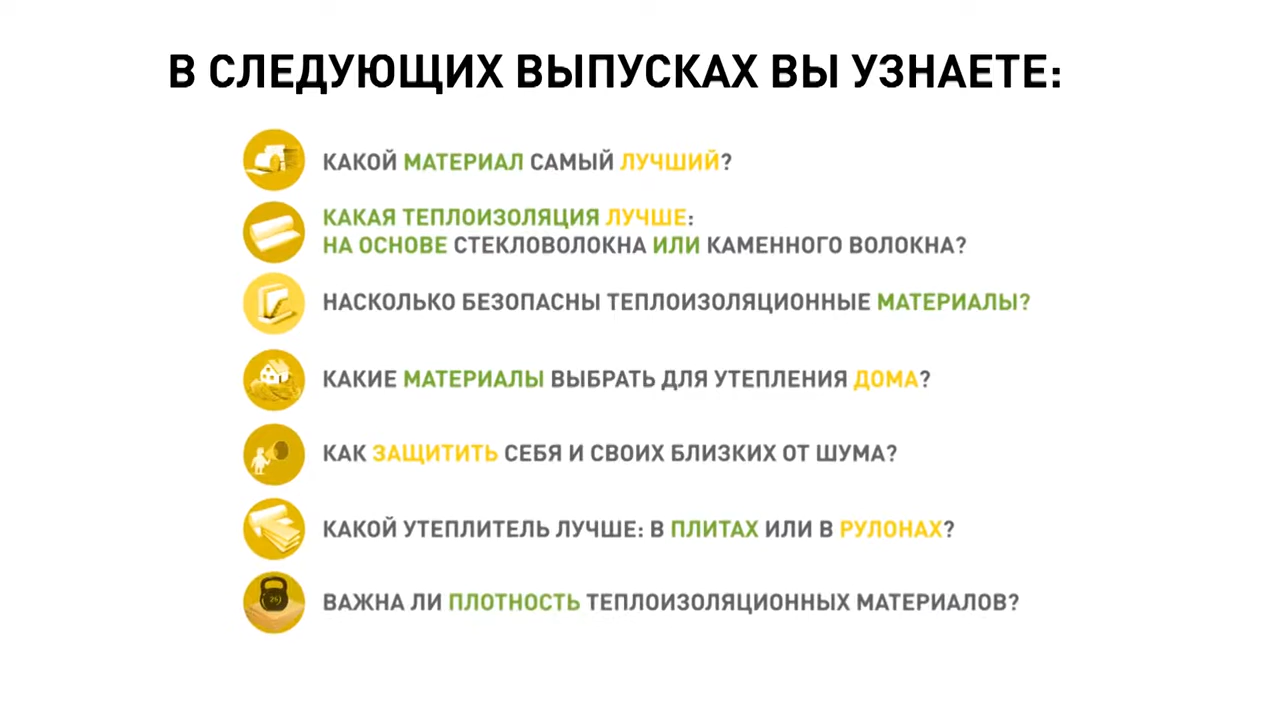 В СЛЕДУЮЩИХ ВЫПУСКАХ ВЫ УЗНАЕТЕ:
КАКОЙ МАТЕРИАЛ САМЫЙ ЛУЧШИЙ?
КАКАЯ ТЕПЛОИЗОЛЯЦИЯ ЛУЧШЕ:
НА ОСНОВЕ СТЕКЛОВОЛОКНА ИЛИ КАМЕННОГО ВОЛОКНА?
НАСКОЛЬКО БЕЗОПАСНЫ ТЕПЛОИЗОЛЯЦИОННЫЕ МАТЕРИАЛЫ?
КАКИЕ МАТЕРИАЛЫ ВЫБРАТЬ ДЛЯ УТЕПЛЕНИЯ ДОМА?
КАК ЗАЩИТИТЬ СЕБЯ И СВОИХ БЛИЗКИХ ОТ ШУМА?
КАКОЙ УТЕПЛИТЕЛЬ ЛУЧШЕ: В ПЛИТАХ ИЛИ В РУЛОНАХ?
25
ВАЖНА ЛИ ПЛОТНОСТЬ ТЕПЛОИЗОЛЯЦИОННЫХ МАТЕРИАЛОВ?